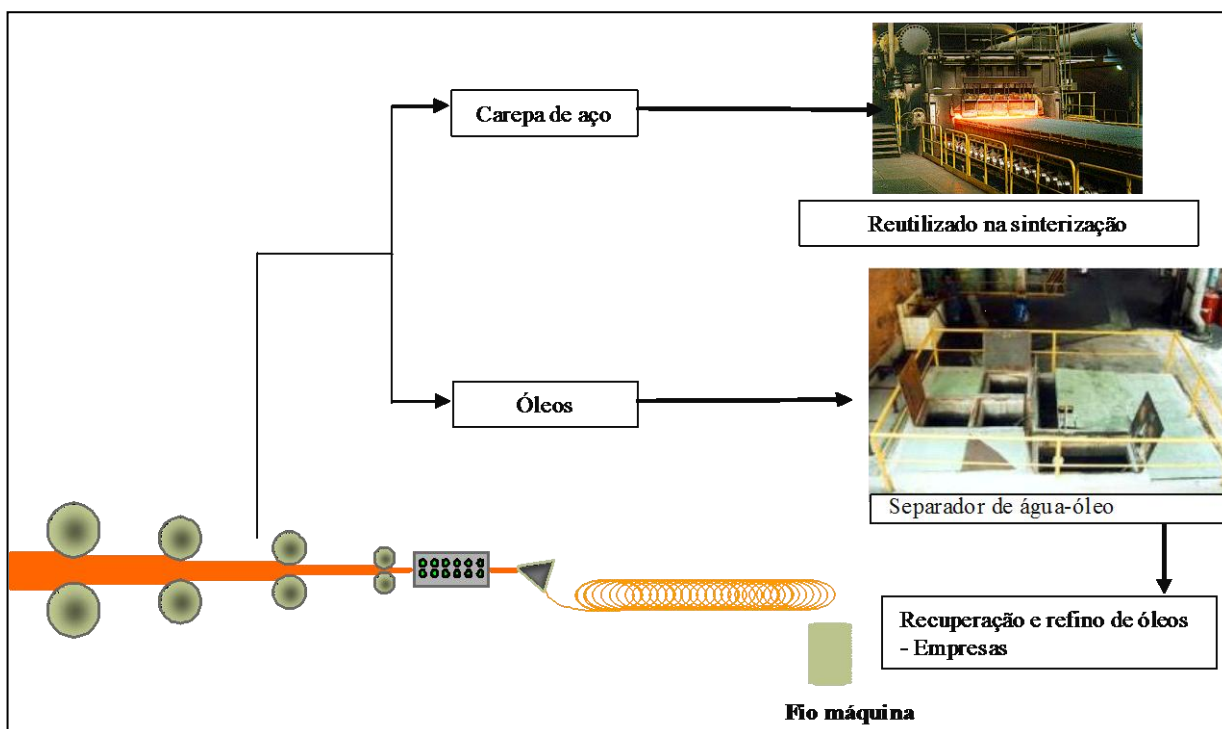 Carepa de aço
Reutilizado na sinterização
Óleos
Separador de água-óleo
Recuperação e refino de óleos
- Empresas
Fio máquina